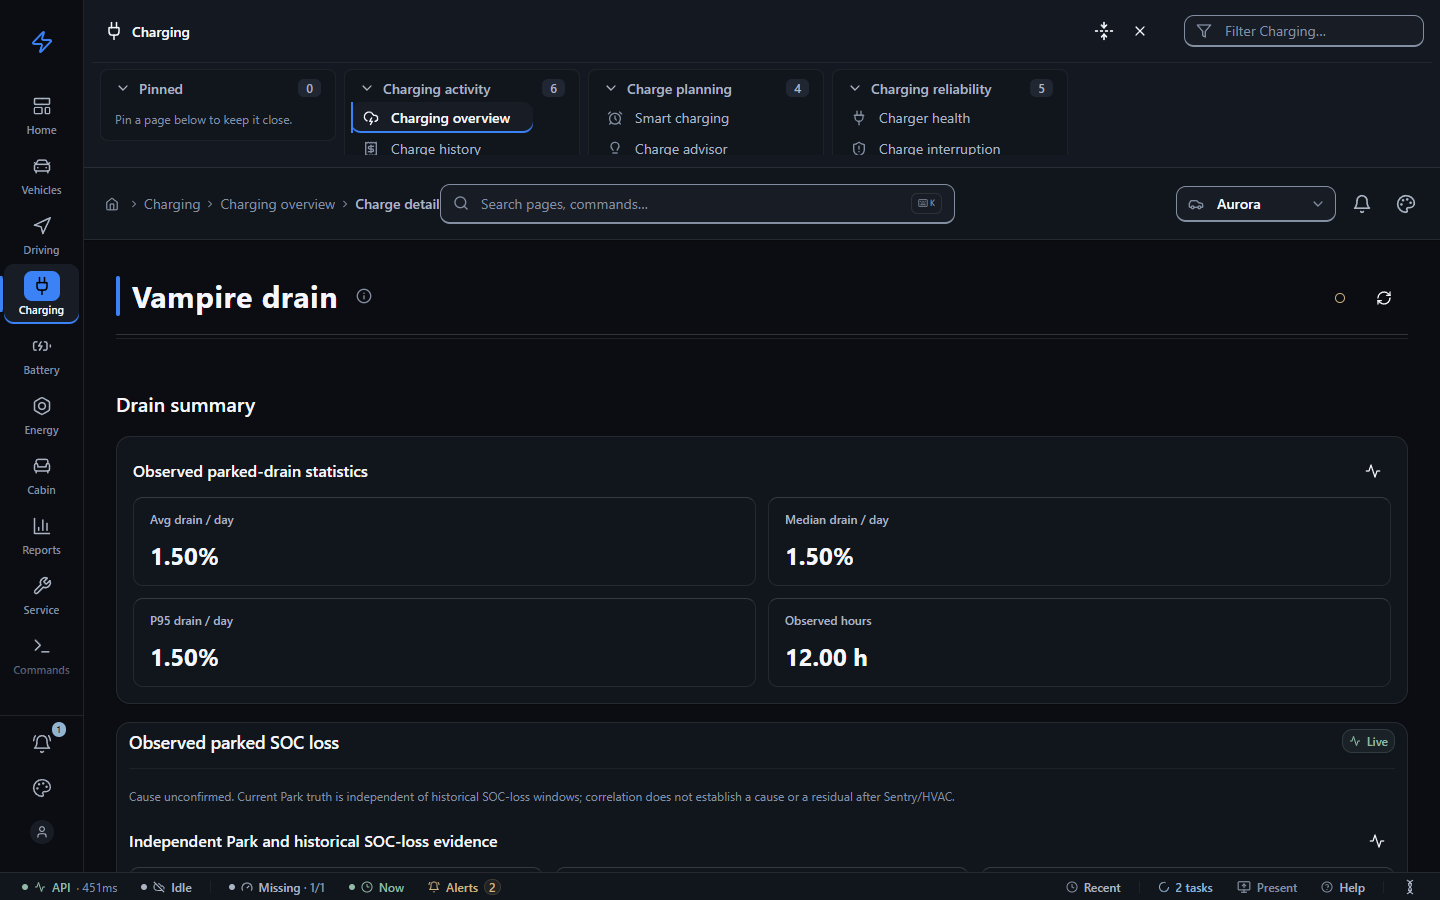 Charging
Filter Charging...
Home
Vehicles
Driving
Charging
Battery
Energy
Cabin
Reports
Service
Commands
1
Pinned 0
Pin a page below to keep it close.
Charging activity 6
Charging overview
Charge history
Charge planning 4
Smart charging
Charge advisor
Charging reliability 5
Charger health
Charge interruption
Charging > Charging overview > Charge detail
Search pages, commands... K
Aurora
Vampire drain
Drain summary
Observed parked-drain statistics
Avg drain / day
1.50%
Median drain / day
1.50%
P95 drain / day
1.50%
Observed hours
12.00 h
Observed parked SOC loss
Live
Cause unconfirmed. Current Park truth is independent of historical SOC-loss windows; correlation does not establish a cause or a residual after Sentry/HVAC.
Independent Park and historical SOC-loss evidence
API · 451ms
Idle
Missing · 1/1
Now
Alerts 2
Recent
2 tasks
Present
Help